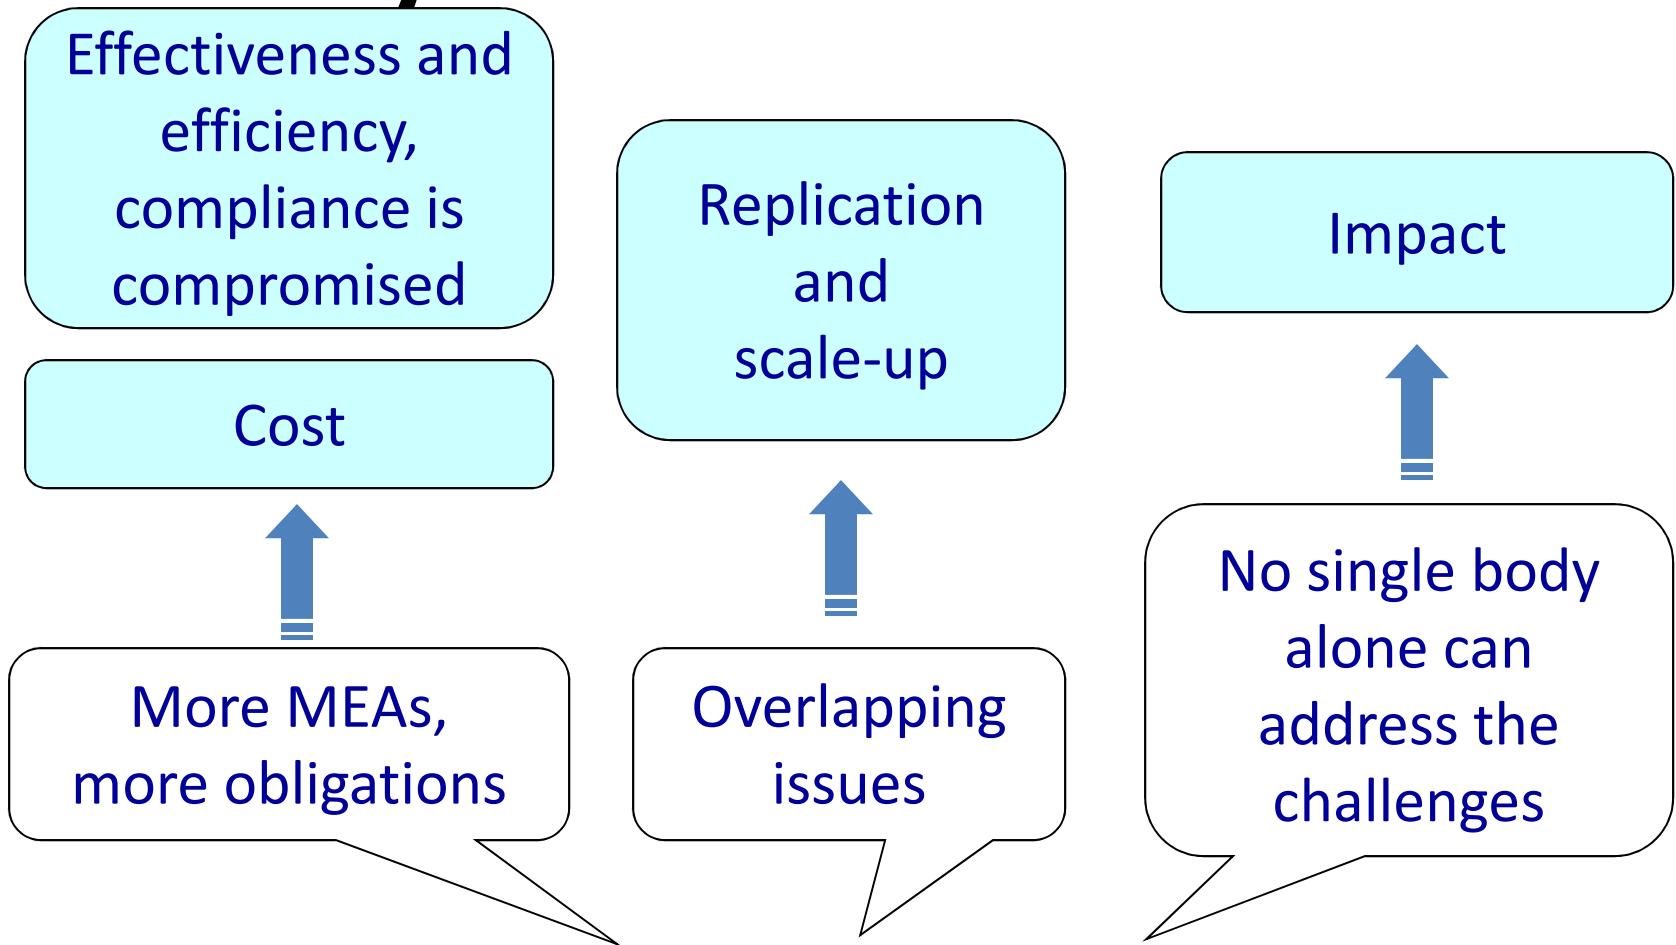 Effectiveness and
efficiency,
compliance is
compromised
Cost
More MEAs,
more obligations
Replication
and
scale-up
Overlapping
issues
Impact
No single body
alone can
address the
challenges